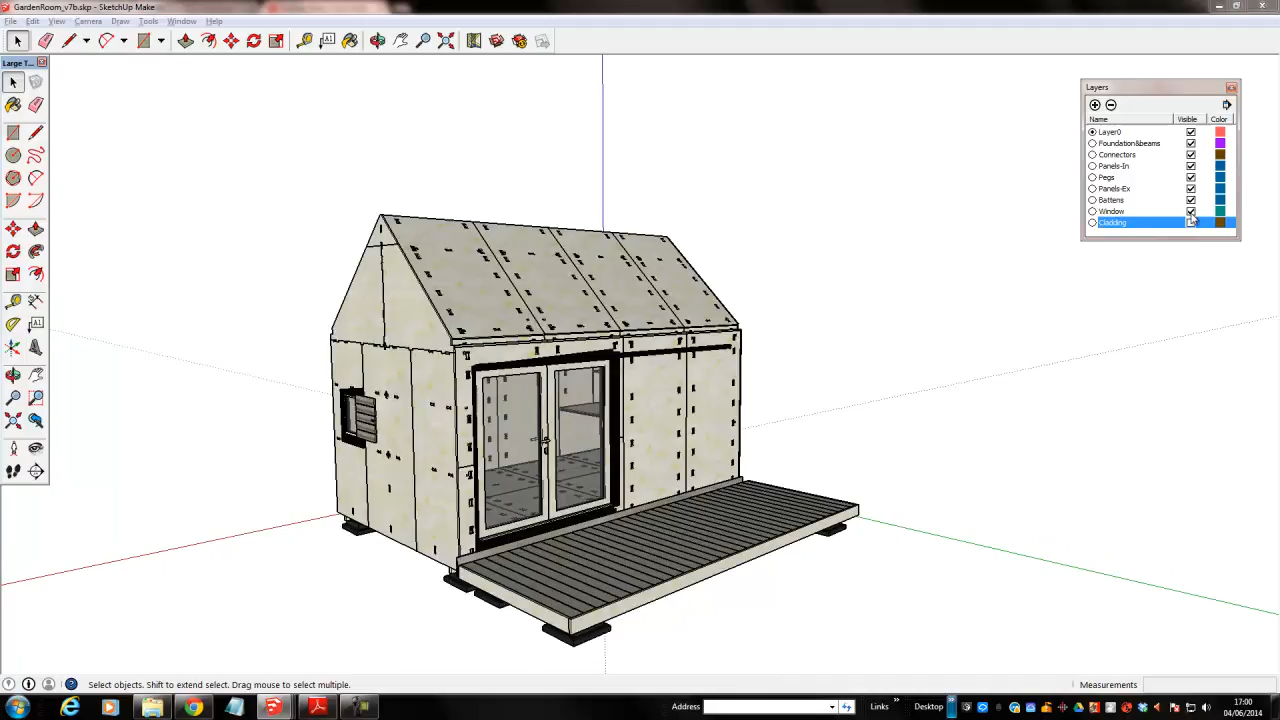 GardenRoom_v7b.skp - SketchUp Make
File Edit View Camera Draw Tools Window Help
Large T...
Layers
Name Visible Color
Layer0
Foundation&beams
Connectors
Panels-In
Pegs
Panels-Ex
Battens
Window
Cladding
Select objects. Shift to extend select. Drag mouse to select multiple.
Measurements
Address
Links
Desktop
17:00
04/06/2014